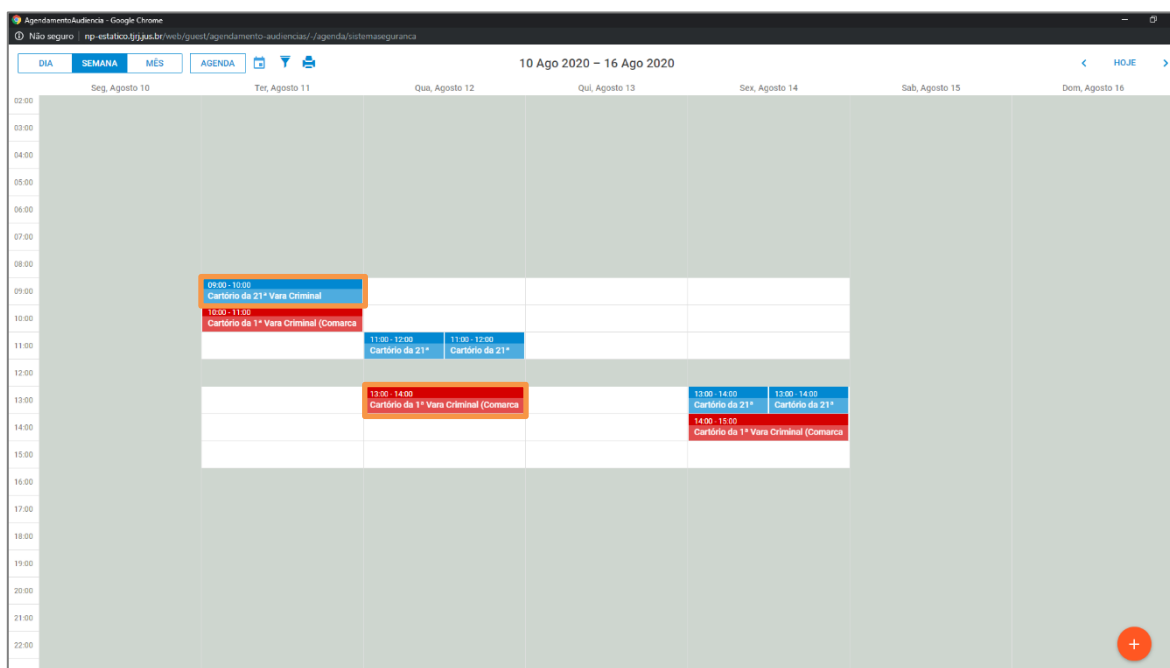 AgendamentoAudiencia - Google Chrome
Não seguro | np-estatico.tjrj.jus.br/web/guest/agendamento-audiencias/-/agenda/sistemaseguranca
DIA SEMANA MÊS AGENDA 10 Ago 2020 – 16 Ago 2020 HOJE
Seg, Agosto 10 Ter, Agosto 11 Qua, Agosto 12 Qui, Agosto 13 Sex, Agosto 14 Sab, Agosto 15 Dom, Agosto 16
02:00
03:00
04:00
05:00
06:00
07:00
08:00
09:00 - 10:00
09:00 Cartório da 21ª Vara Criminal
10:00 - 11:00
10:00 Cartório da 1ª Vara Criminal (Comarca
11:00 - 12:00 11:00 - 12:00
11:00 Cartório da 21ª Cartório da 21ª
12:00
13:00 - 14:00 13:00 - 14:00 13:00 - 14:00
13:00 Cartório da 1ª Vara Criminal (Comarca Cartório da 21ª Cartório da 21ª
14:00 - 15:00
14:00 Cartório da 1ª Vara Criminal (Comarca
15:00
16:00
17:00
18:00
19:00
20:00
21:00
22:00